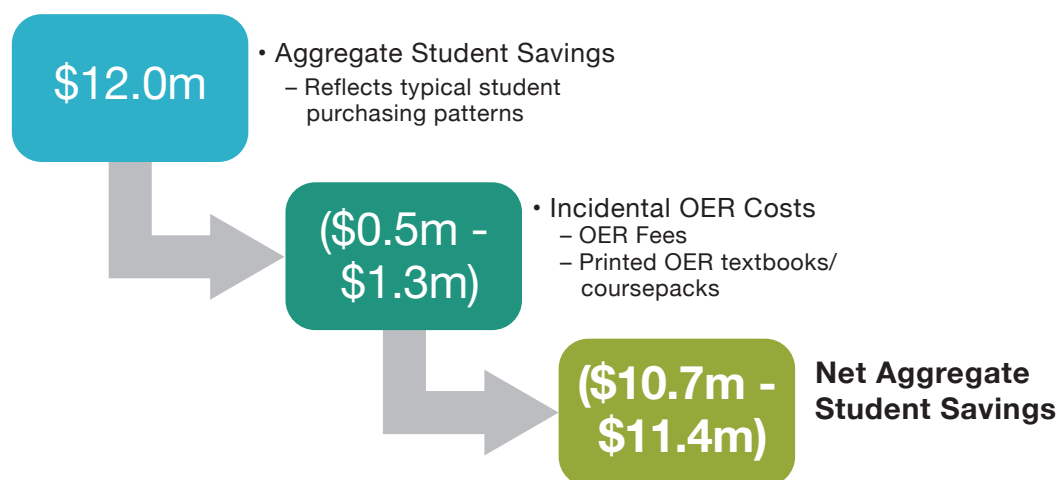 $12.0m
• Aggregate Student Savings
– Reflects typical student
purchasing patterns
($0.5m -
$1.3m)
• Incidental OER Costs
– OER Fees
– Printed OER textbooks/
coursepacks
($10.7m -
$11.4m)
Net Aggregate
Student Savings